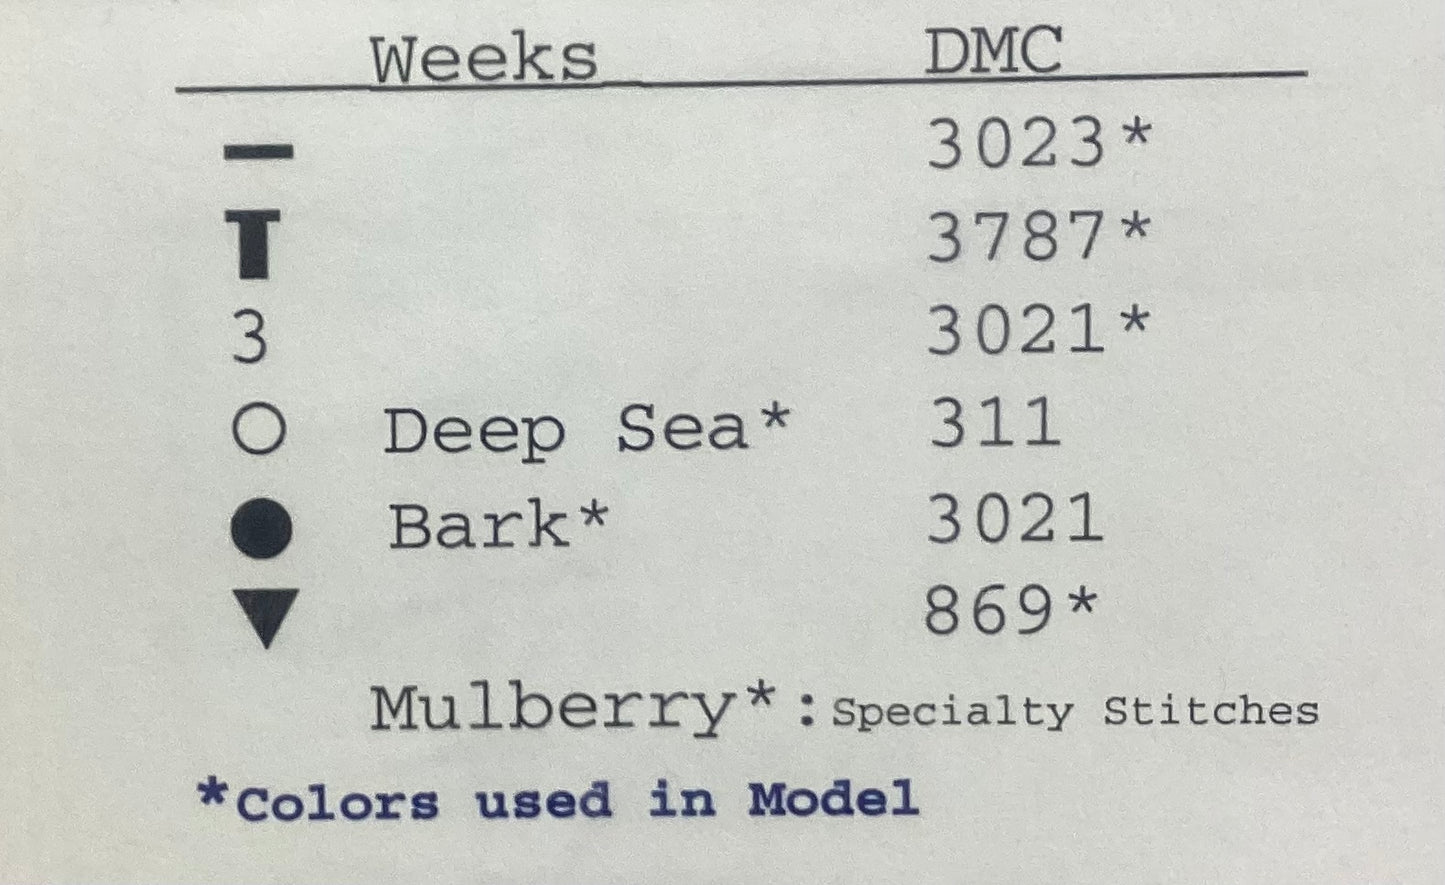 Weeks DMC
3023*
3787*
3 3021*
Deep Sea* 311
Bark* 3021
869*
Mulberry* : Specialty Stitches
*Colors used in Model